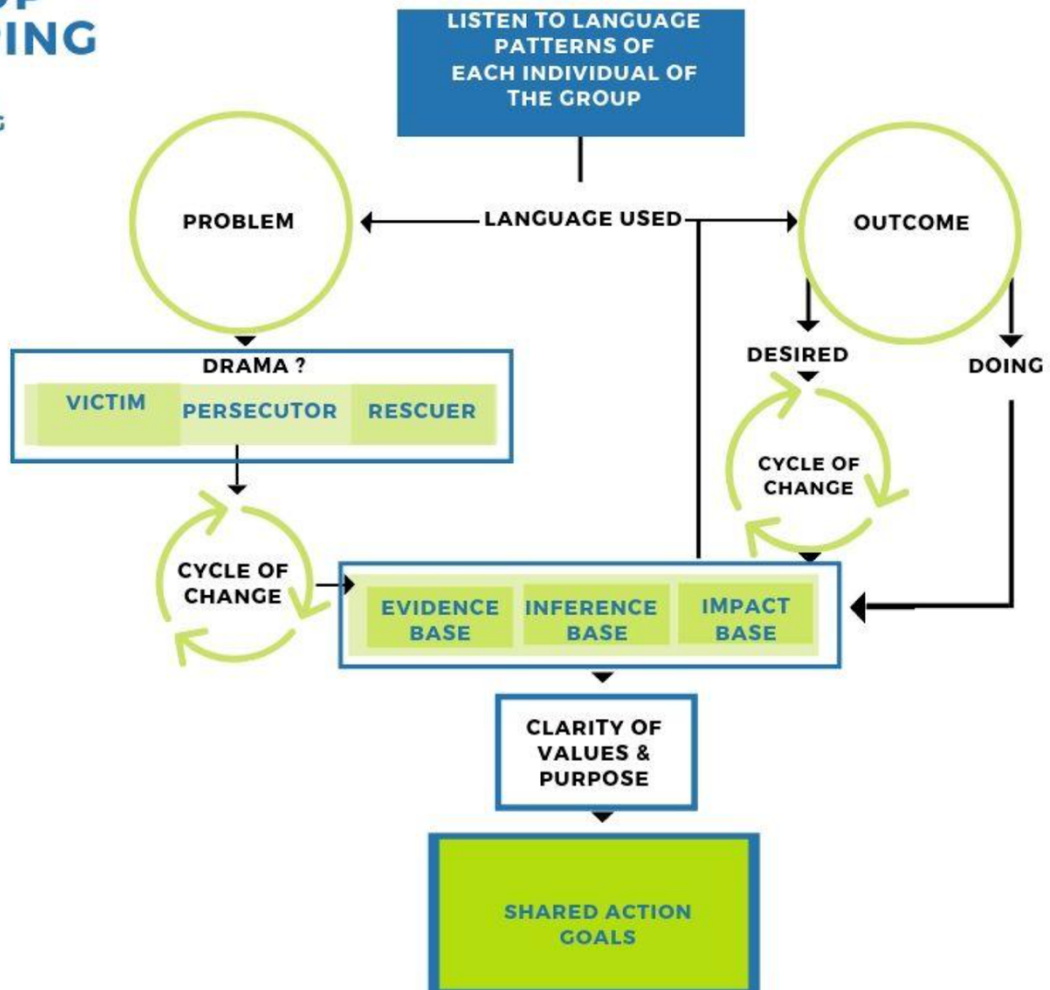 LISTEN TO LANGUAGE
PATTERNS OF
EACH INDIVIDUAL OF
THE GROUP
PROBLEM
LANGUAGE USED
OUTCOME
DRAMA ?
VICTIM
PERSECUTOR
RESCUER
DESIRED
DOING
CYCLE OF
CHANGE
CYCLE OF
CHANGE
EVIDENCE
BASE
INFERENCE
BASE
IMPACT
BASE
CLARITY OF
VALUES &
PURPOSE
SHARED ACTION
GOALS